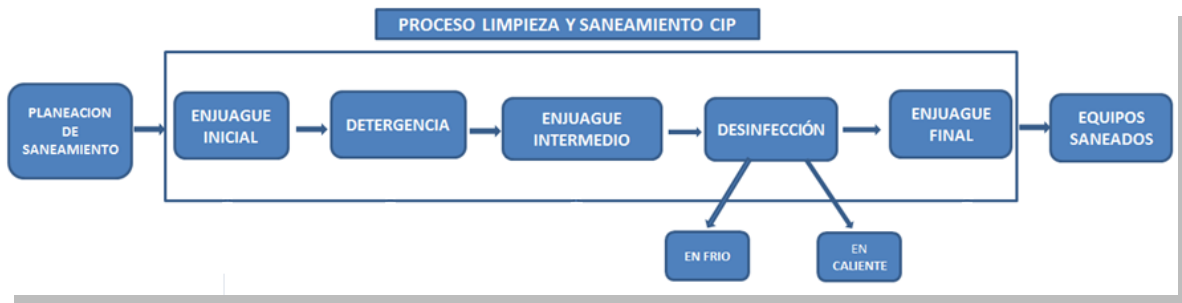 PROCESO LIMPIEZA Y SANEAMIENTO CIP
PLANEACION
DE
SANEAMIENTO
ENJUAGUE
INICIAL
DETERGENCIA
ENJUAGUE
INTERMEDIO
DESINFECCIÓN
ENJUAGUE
FINAL
EQUIPOS
SANEADOS
EN FRIO
EN
CALIENTE